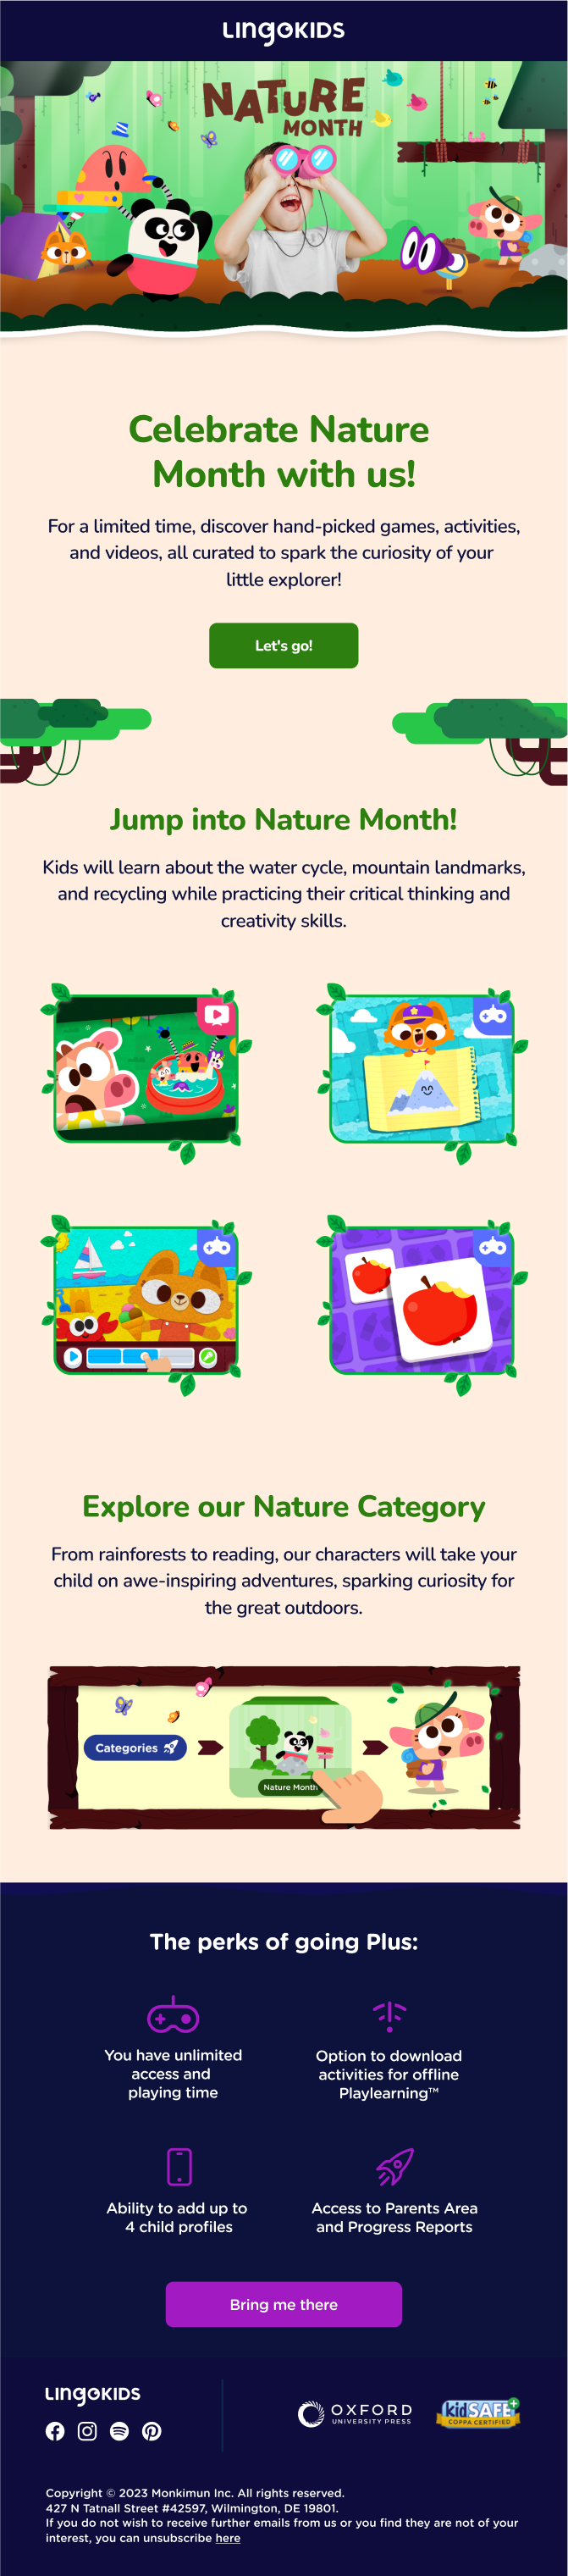 LINGOKIDS
NATURE
MONTH
Celebrate Nature
Month with us!
For a limited time, discover hand-picked games, activities,
and videos, all curated to spark the curiosity of your
little explorer!
Let's go!
Jump into Nature Month!
Kids will learn about the water cycle, mountain landmarks,
and recycling while practicing their critical thinking and
creativity skills.
Explore our Nature Category
From rainforests to reading, our characters will take your
child on awe-inspiring adventures, sparking curiosity for
the great outdoors.
Categories
Nature Month
The perks of going Plus:
You have unlimited
access and
playing time
Option to download
activities for offline
Playlearning™
Ability to add up to
4 child profiles
Access to Parents Area
and Progress Reports
Bring me there
LINGOKIDS
OXFORD
UNIVERSITY PRESS
kidSAFE
COPPA CERTIFIED
Copyright © 2023 Monkimun Inc. All rights reserved.
427 N Tatnall Street #42597, Wilmington, DE 19801.
If you do not wish to receive further emails from us or you find they are not of your
interest, you can unsubscribe here